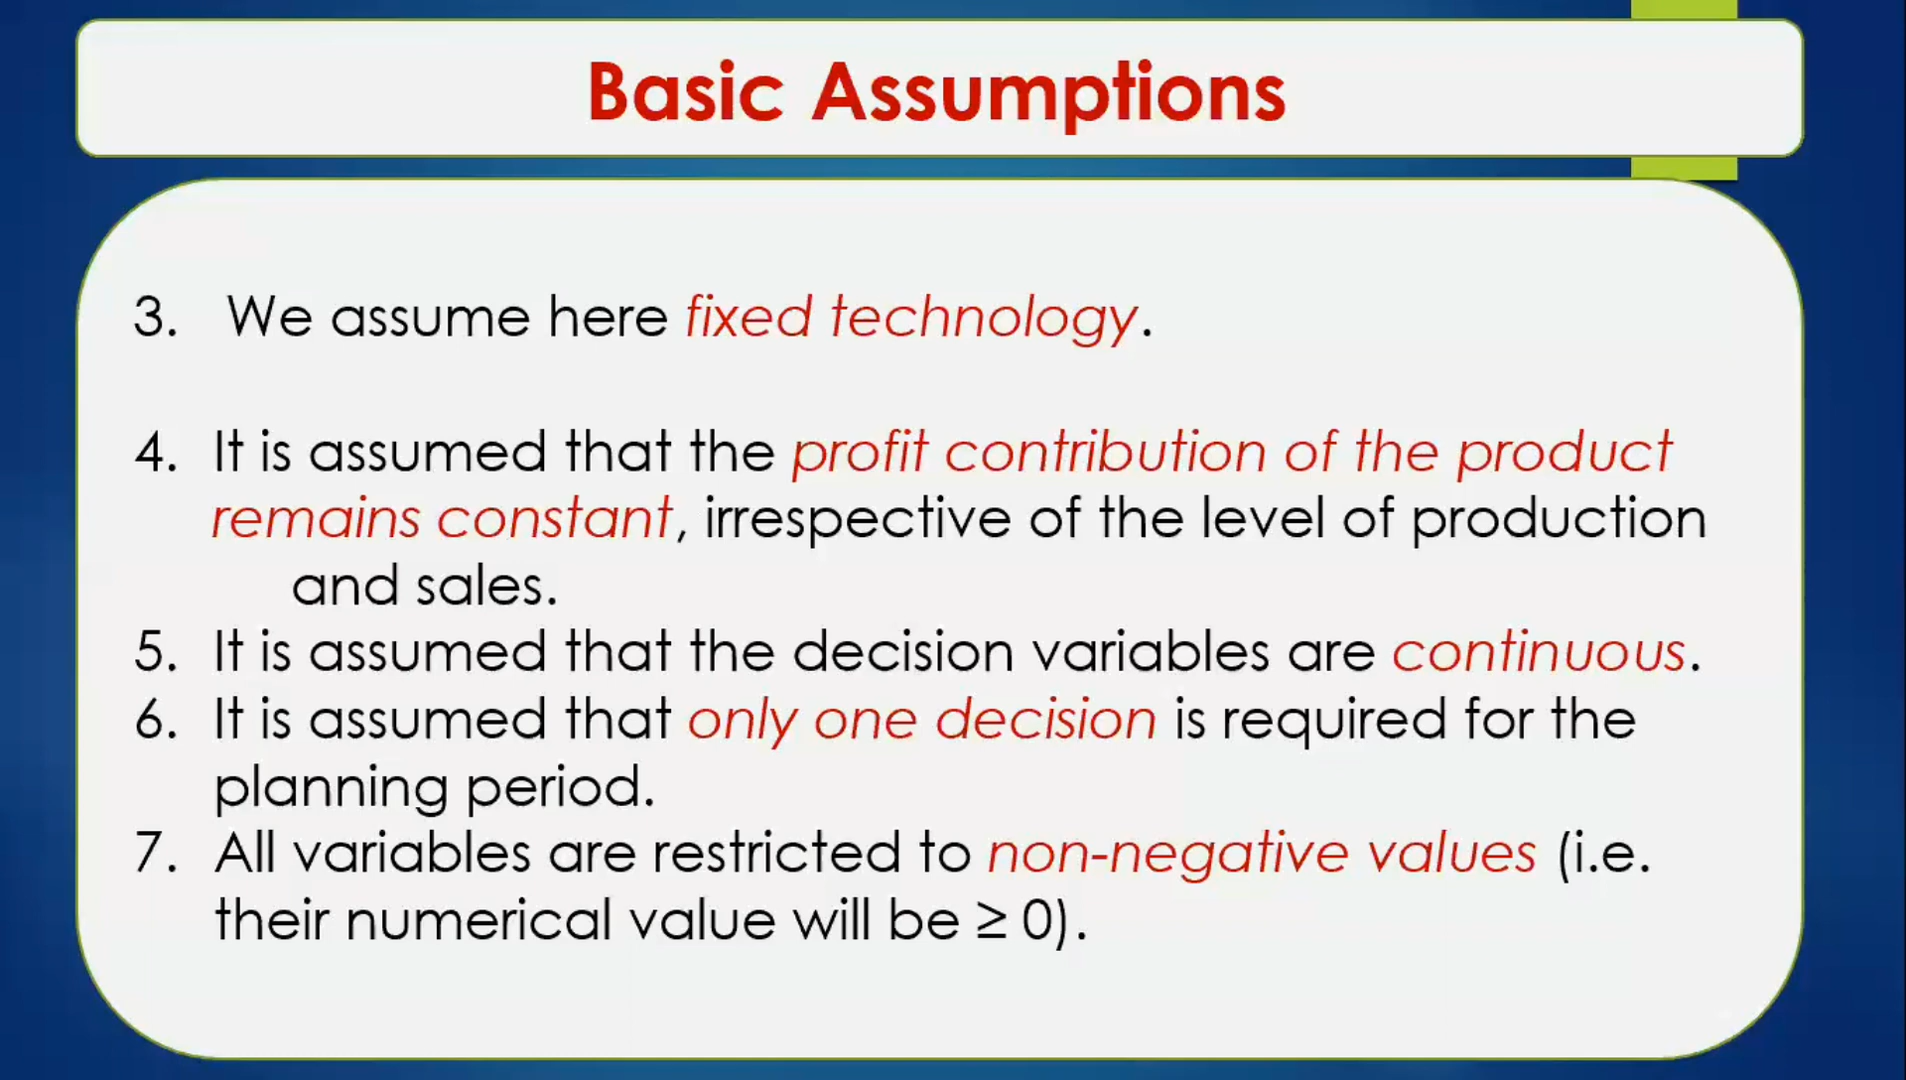 Basic Assumptions
3. We assume here fixed technology.
4. It is assumed that the profit contribution of the product
remains constant, irrespective of the level of production
and sales.
5. It is assumed that the decision variables are continuous.
6. It is assumed that only one decision is required for the
planning period.
7. All variables are restricted to non-negative values (i.e.
their numerical value will be ≥ 0).